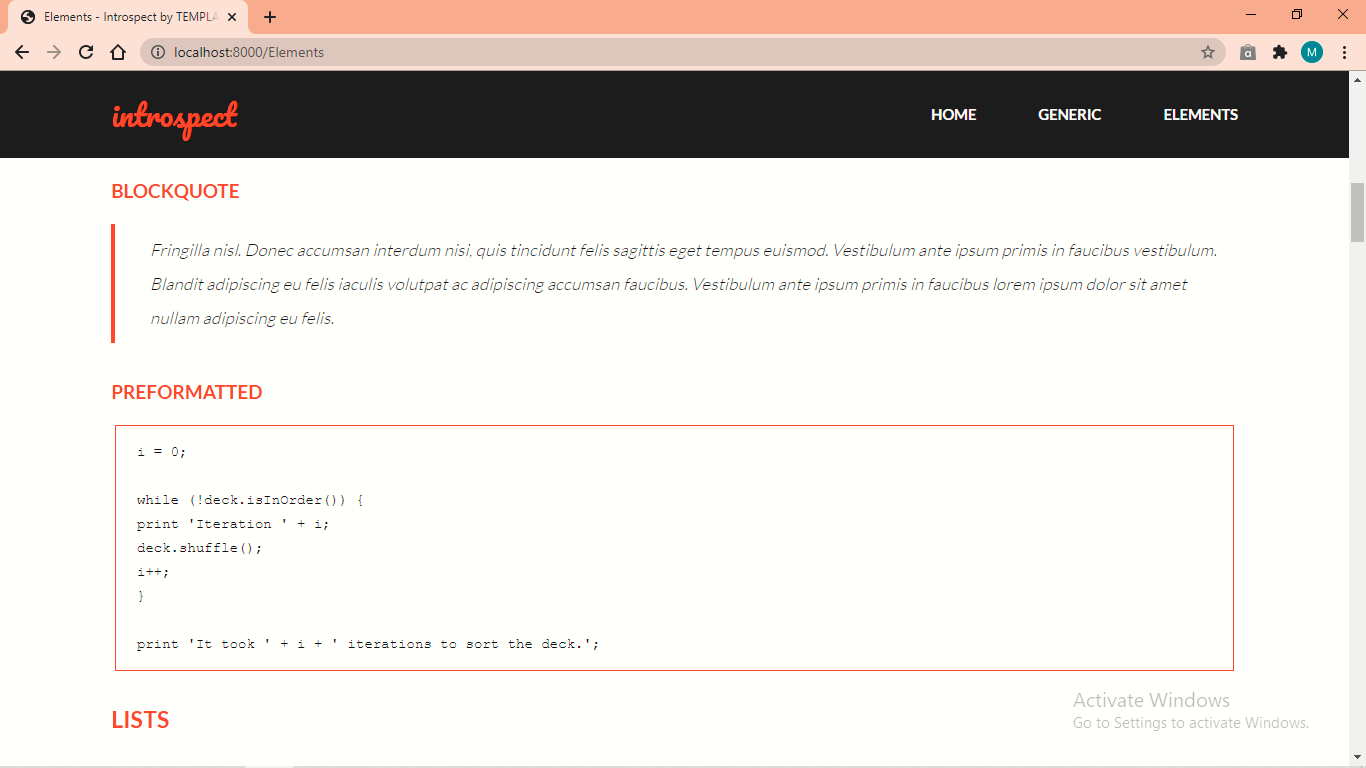 Elements - Introspect by TEMPLA
localhost:8000/Elements
M
introspect
HOME GENERIC ELEMENTS
BLOCKQUOTE
Fringilla nisl. Donec accumsan interdum nisi, quis tincidunt felis sagittis eget tempus euismod. Vestibulum ante ipsum primis in faucibus vestibulum.
Blandit adipiscing eu felis iaculis volutpat ac adipiscing accumsan faucibus. Vestibulum ante ipsum primis in faucibus lorem ipsum dolor sit amet
nullam adipiscing eu felis.
PREFORMATTED
i = 0;
while (!deck.isInOrder()) {
print 'Iteration ' + i;
deck.shuffle();
i++;
}
print 'It took ' + i + ' iterations to sort the deck.';
LISTS
Activate Windows
Go to Settings to activate Windows.